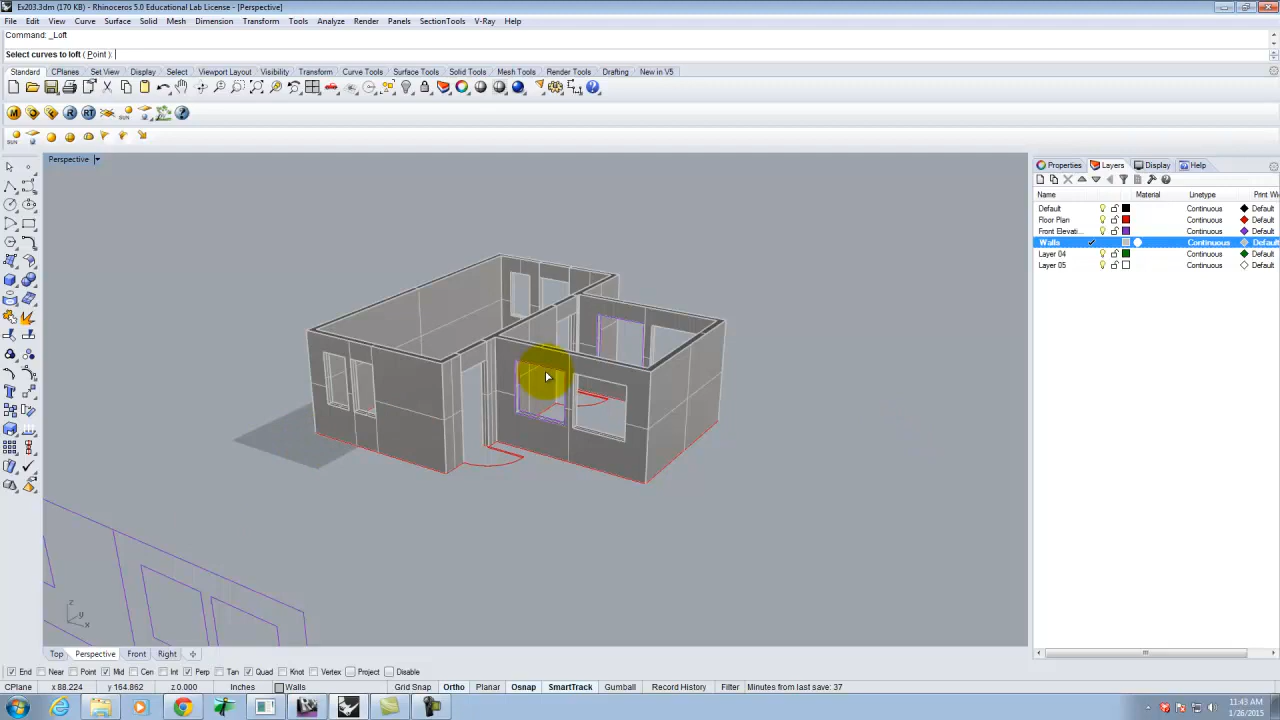 Ex203.3dm (170 KB) - Rhinoceros 5.0 Educational Lab License - [Perspective]
File Edit View Curve Surface Solid Mesh Dimension Transform Tools Analyze Render Panels SectionTools V-Ray Help
Command: _Loft
Select curves to loft ( Point ):
Standard CPlanes Set View Display Select Viewport Layout Visibility Transform Curve Tools Surface Tools Solid Tools Mesh Tools Render Tools Drafting New in V5
Perspective
Properties Layers Display Help
Name Material Linetype Print Wi
Default Continuous Default
Floor Plan Continuous Default
Front Elevati... Continuous Default
Walls Continuous Default
Layer 04 Continuous Default
Layer 05 Continuous Default
z
y
x
Top Perspective Front Right
End Near Point Mid Cen Int Perp Tan Quad Knot Vertex Project Disable
CPlane x 88.224 y 164.862 z 0.000 Inches Walls Grid Snap Ortho Planar Osnap SmartTrack Gumball Record History Filter Minutes from last save: 37
11:43 AM
1/26/2015